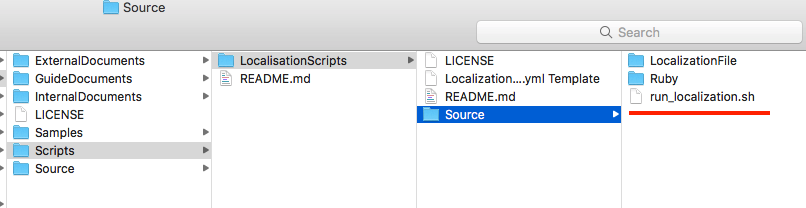 Source
Search
ExternalDocuments
GuideDocuments
InternalDocuments
LICENSE
Samples
Scripts
Source
LocalisationScripts
README.md
LICENSE
Localization....yml Template
README.md
Source
LocalizationFile
Ruby
run_localization.sh